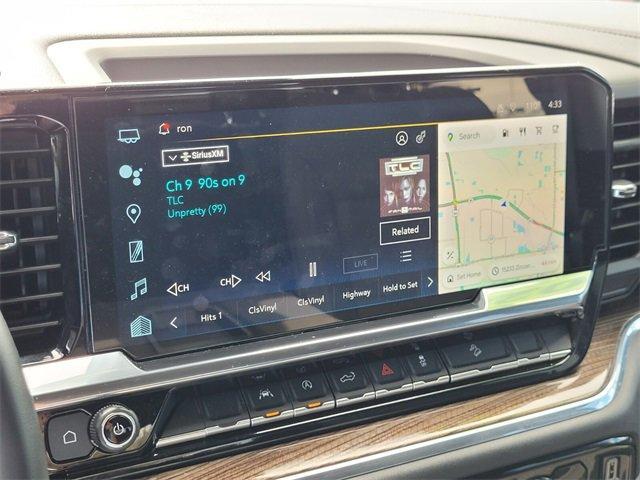 ron
110° 4:33
SiriusXM
Ch 9 90s on 9
TLC
Unpretty (99)
TLC
Related
CH
CH
LIVE
Hits 1
ClsVinyl
ClsVinyl
Highway
Hold to Set
Search
Set Home